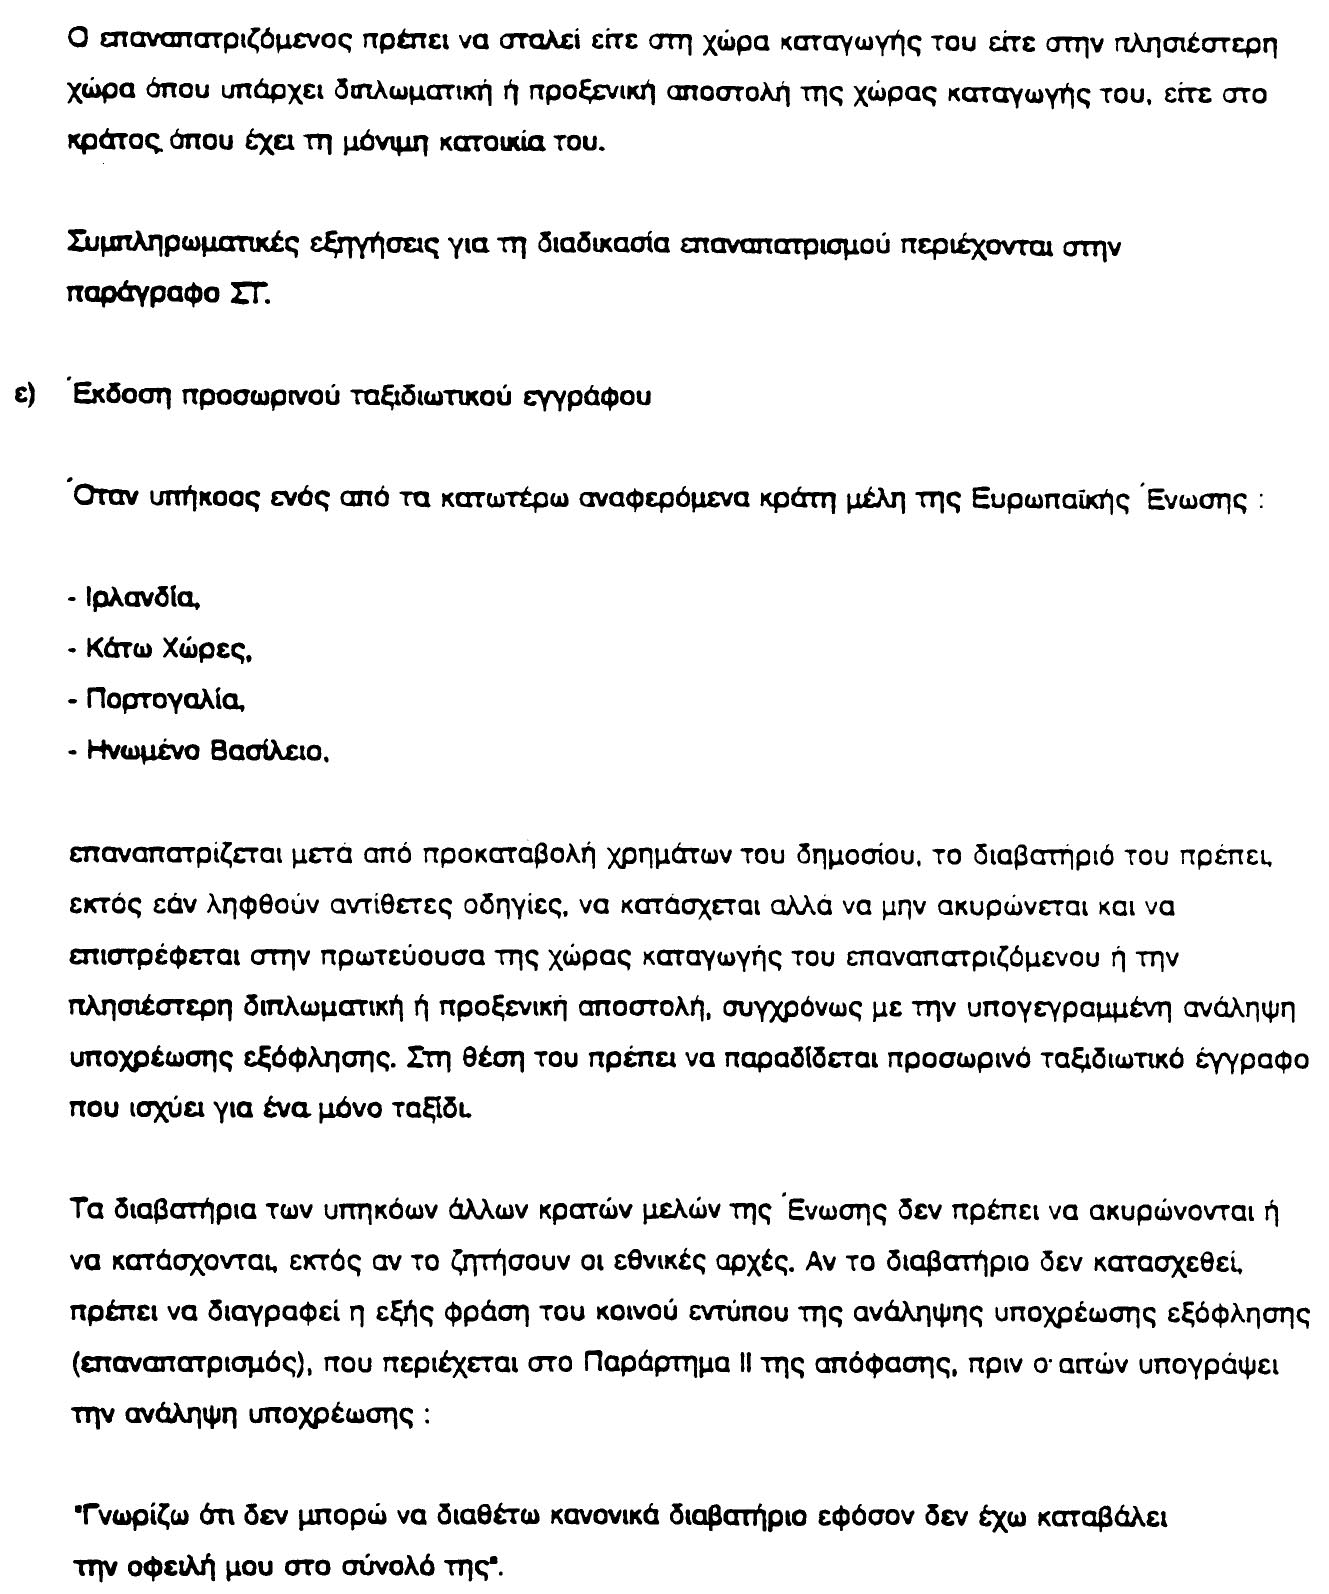 Ο επαναπατριζόμενος πρέπει να σταλεί είτε στη χώρα καταγωγής του είτε στην πλησιέστερη
χώρα όπου υπάρχει διπλωματική ή προξενική αποστολή της χώρας καταγωγής του, είτε στο
κράτος όπου έχει τη μόνιμη κατοικία του.
Συμπληρωματικές εξηγήσεις για τη διαδικασία επαναπατρισμού περιέχονται στην
παράγραφο ΣΤ.
ε) Έκδοση προσωρινού ταξιδιωτικού εγγράφου
Όταν υπήκοος ενός από τα κατωτέρω αναφερόμενα κράτη μέλη της Ευρωπαϊκής Ένωσης :
- Ιρλανδία,
- Κάτω Χώρες,
- Πορτογαλία,
- Ηνωμένο Βασίλειο,
επαναπατρίζεται μετά από προκαταβολή χρημάτων του δημοσίου, το διαβατήριό του πρέπει,
εκτός εάν ληφθούν αντίθετες οδηγίες, να κατάσχεται αλλά να μην ακυρώνεται και να
επιστρέφεται στην πρωτεύουσα της χώρας καταγωγής του επαναπατριζόμενου ή την
πλησιέστερη διπλωματική ή προξενική αποστολή, συγχρόνως με την υπογεγραμμένη ανάληψη
υποχρέωσης εξόφλησης. Στη θέση του πρέπει να παραδίδεται προσωρινό ταξιδιωτικό έγγραφο
που ισχύει για ένα μόνο ταξίδι.
Τα διαβατήρια των υπηκόων άλλων κρατών μελών της Ένωσης δεν πρέπει να ακυρώνονται ή
να κατάσχονται, εκτός αν το ζητήσουν οι εθνικές αρχές. Αν το διαβατήριο δεν κατασχεθεί,
πρέπει να διαγραφεί η εξής φράση του κοινού εντύπου της ανάληψης υποχρέωσης εξόφλησης
(επαναπατρισμός), που περιέχεται στο Παράρτημα ΙΙ της απόφασης, πριν ο αιτών υπογράψει
την ανάληψη υποχρέωσης :
"Γνωρίζω ότι δεν μπορώ να διαθέτω κανονικά διαβατήριο εφόσον δεν έχω καταβάλει
την οφειλή μου στο σύνολό της".